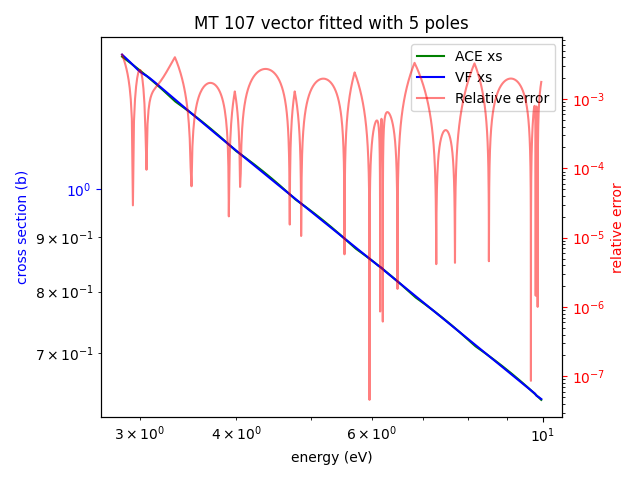 MT 107 vector fitted with 5 poles
ACE xs
VF xs
Relative error
cross section (b)
10⁰
9 × 10⁻¹
8 × 10⁻¹
7 × 10⁻¹
10⁻³
10⁻⁴
10⁻⁵
10⁻⁶
10⁻⁷
relative error
3 × 10⁰
4 × 10⁰
6 × 10⁰
10¹
energy (eV)